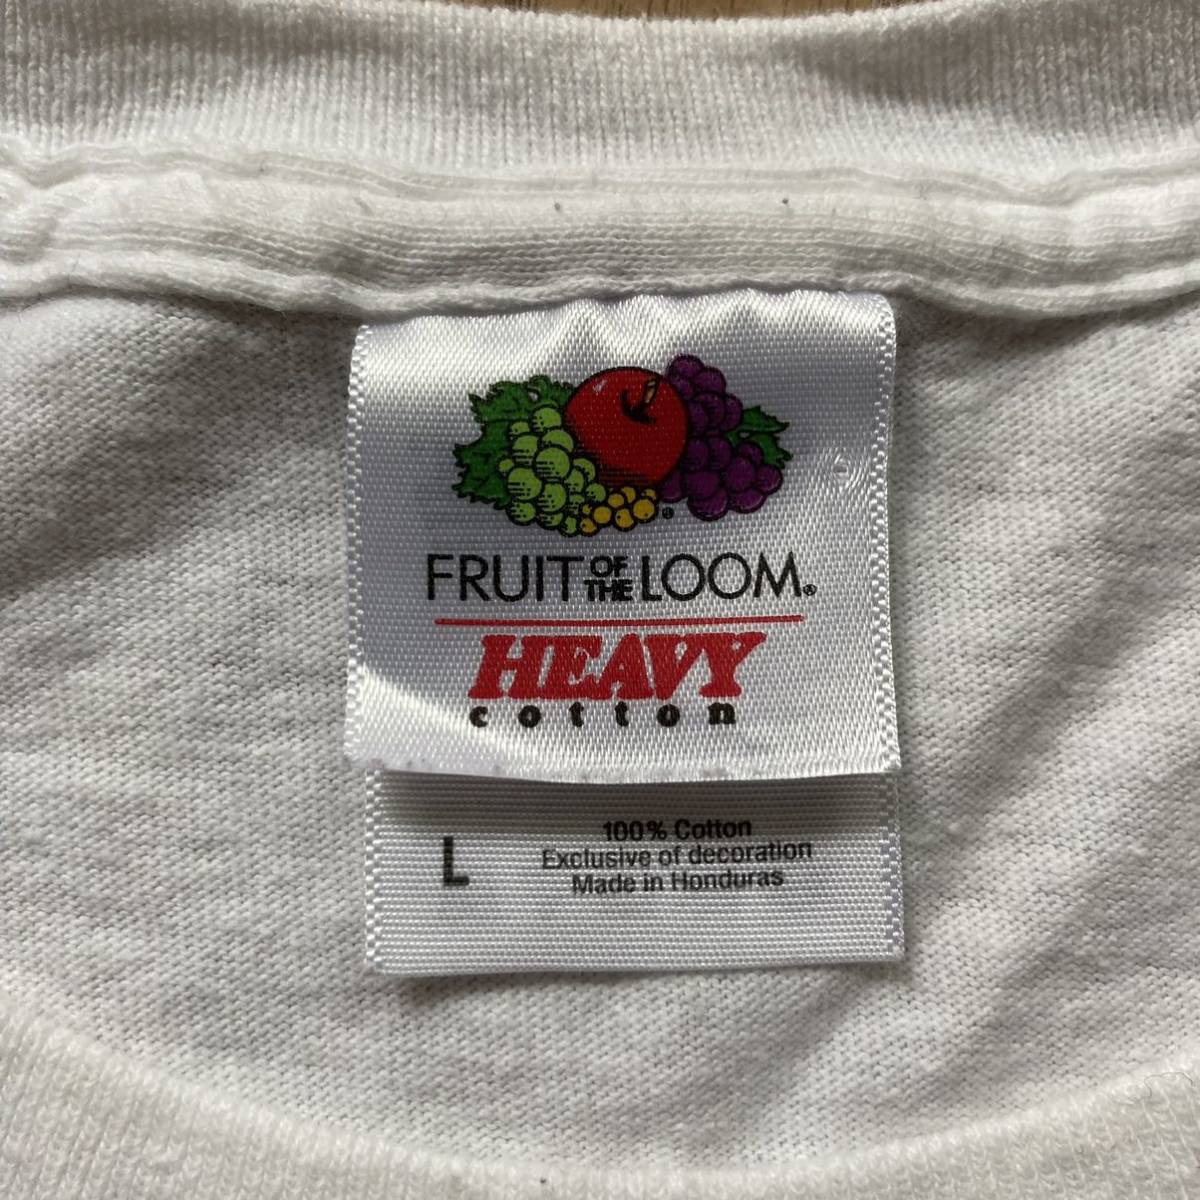 FRUIT OF THE LOOM®
HEAVY
cotton
L
100% Cotton
Exclusive of decoration
Made in Honduras